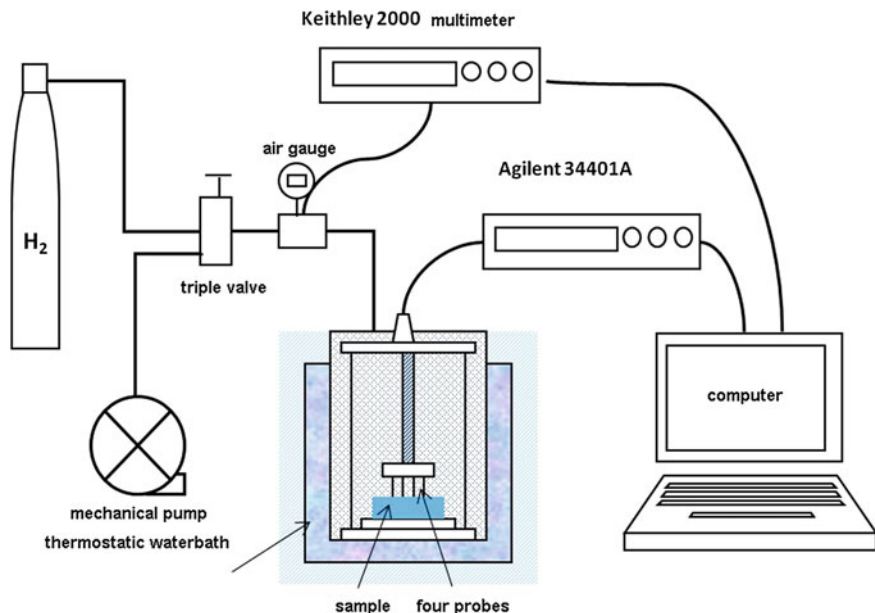 Keithley 2000 multimeter
air gauge
Agilent 34401A
H2
triple valve
computer
mechanical pump
thermostatic waterbath
sample
four probes